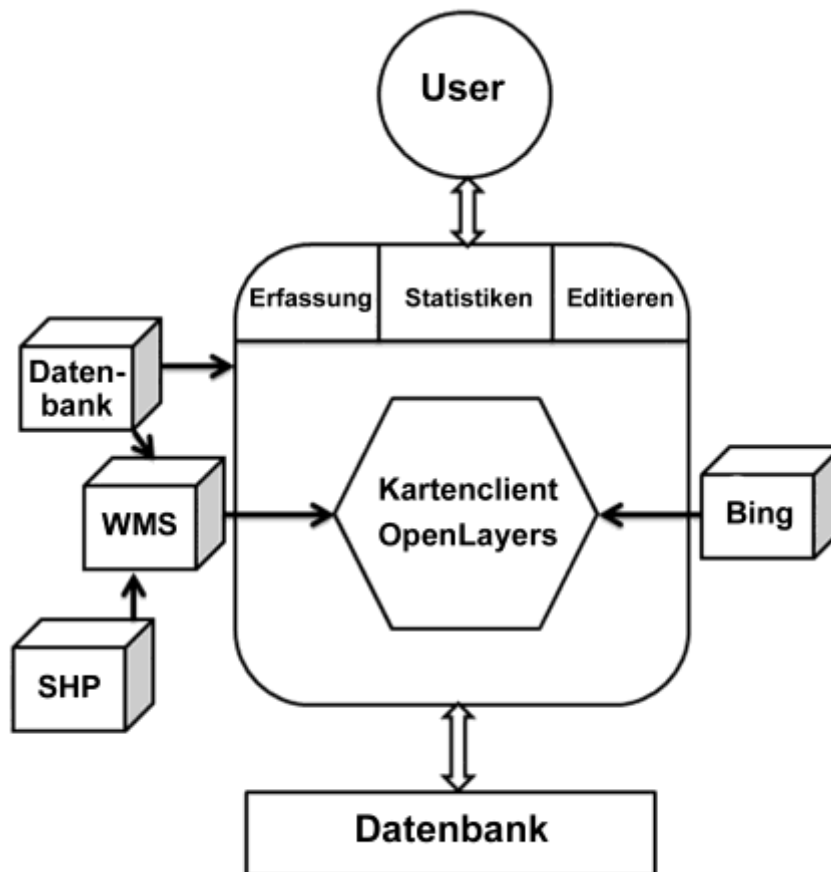 User
Erfassung
Statistiken
Editieren
Daten-
bank
WMS
SHP
Kartenclient
OpenLayers
Bing
Datenbank